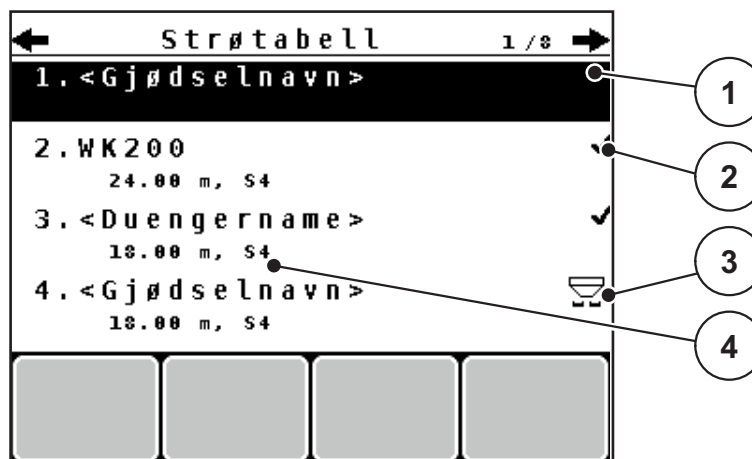 Strøtabell 1/8
1.<Gjødselnavn>
2.WK200
24.00 m, S4
3.<Duengername>
18.00 m, S4
4.<Gjødselnavn>
18.00 m, S4
1
2
3
4